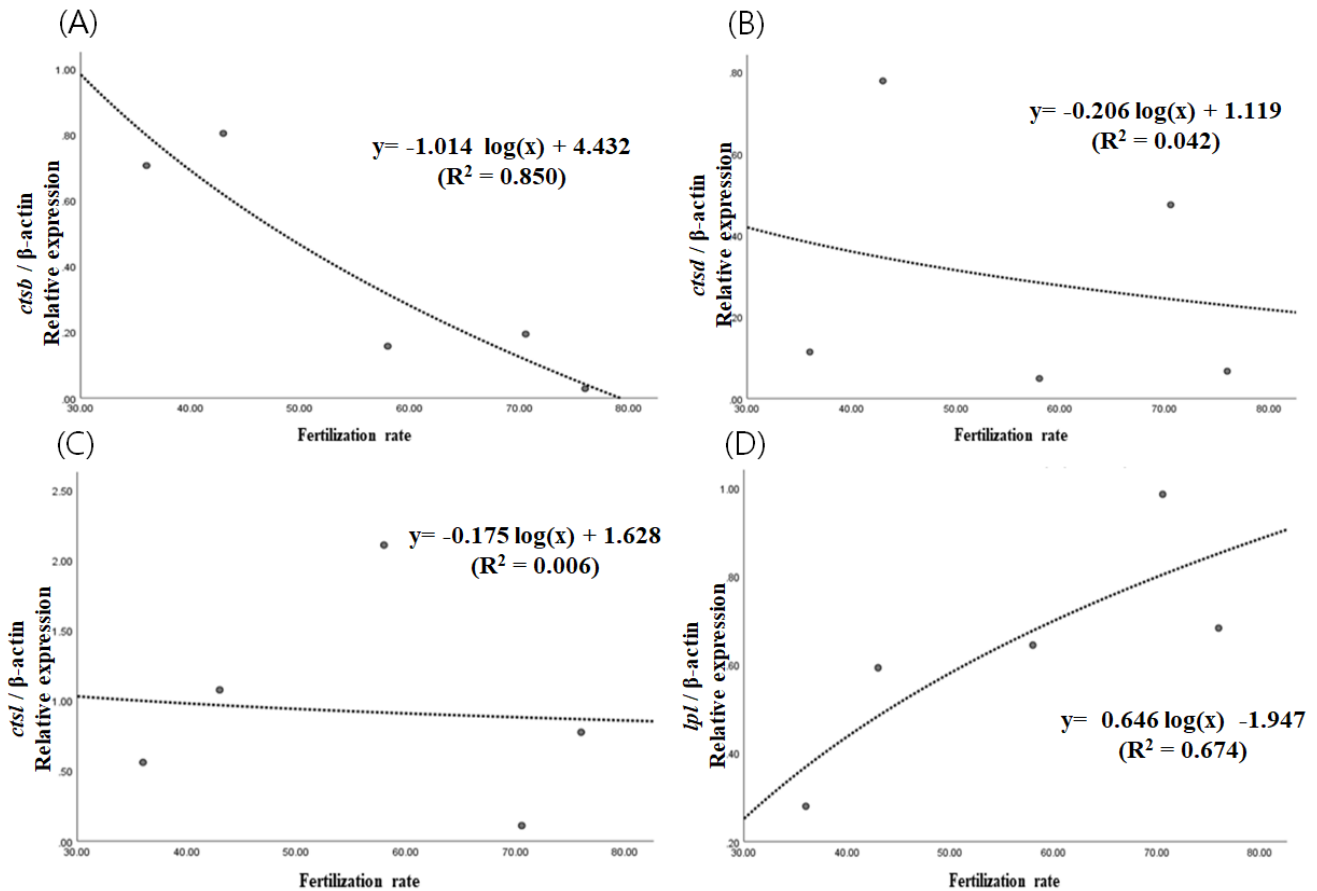 (A)
1.00
.80
.60
.40
.20
.00
ctsb / β-actin
Relative expression
y= -1.014 log(x) + 4.432
(R² = 0.850)
30.00 40.00 50.00 60.00 70.00 80.00
Fertilization rate
(B)
.80
.60
.40
.20
.00
ctsd / β-actin
Relative expression
y= -0.206 log(x) + 1.119
(R² = 0.042)
30.00 40.00 50.00 60.00 70.00 80.00
Fertilization rate
(C)
2.50
2.00
1.50
1.00
.50
.00
ctsl / β-actin
Relative expression
y= -0.175 log(x) + 1.628
(R² = 0.006)
30.00 40.00 50.00 60.00 70.00 80.00
Fertilization rate
(D)
1.00
.80
.60
.40
.20
lpl / β-actin
Relative expression
y= 0.646 log(x) -1.947
(R² = 0.674)
30.00 40.00 50.00 60.00 70.00 80.00
Fertilization rate